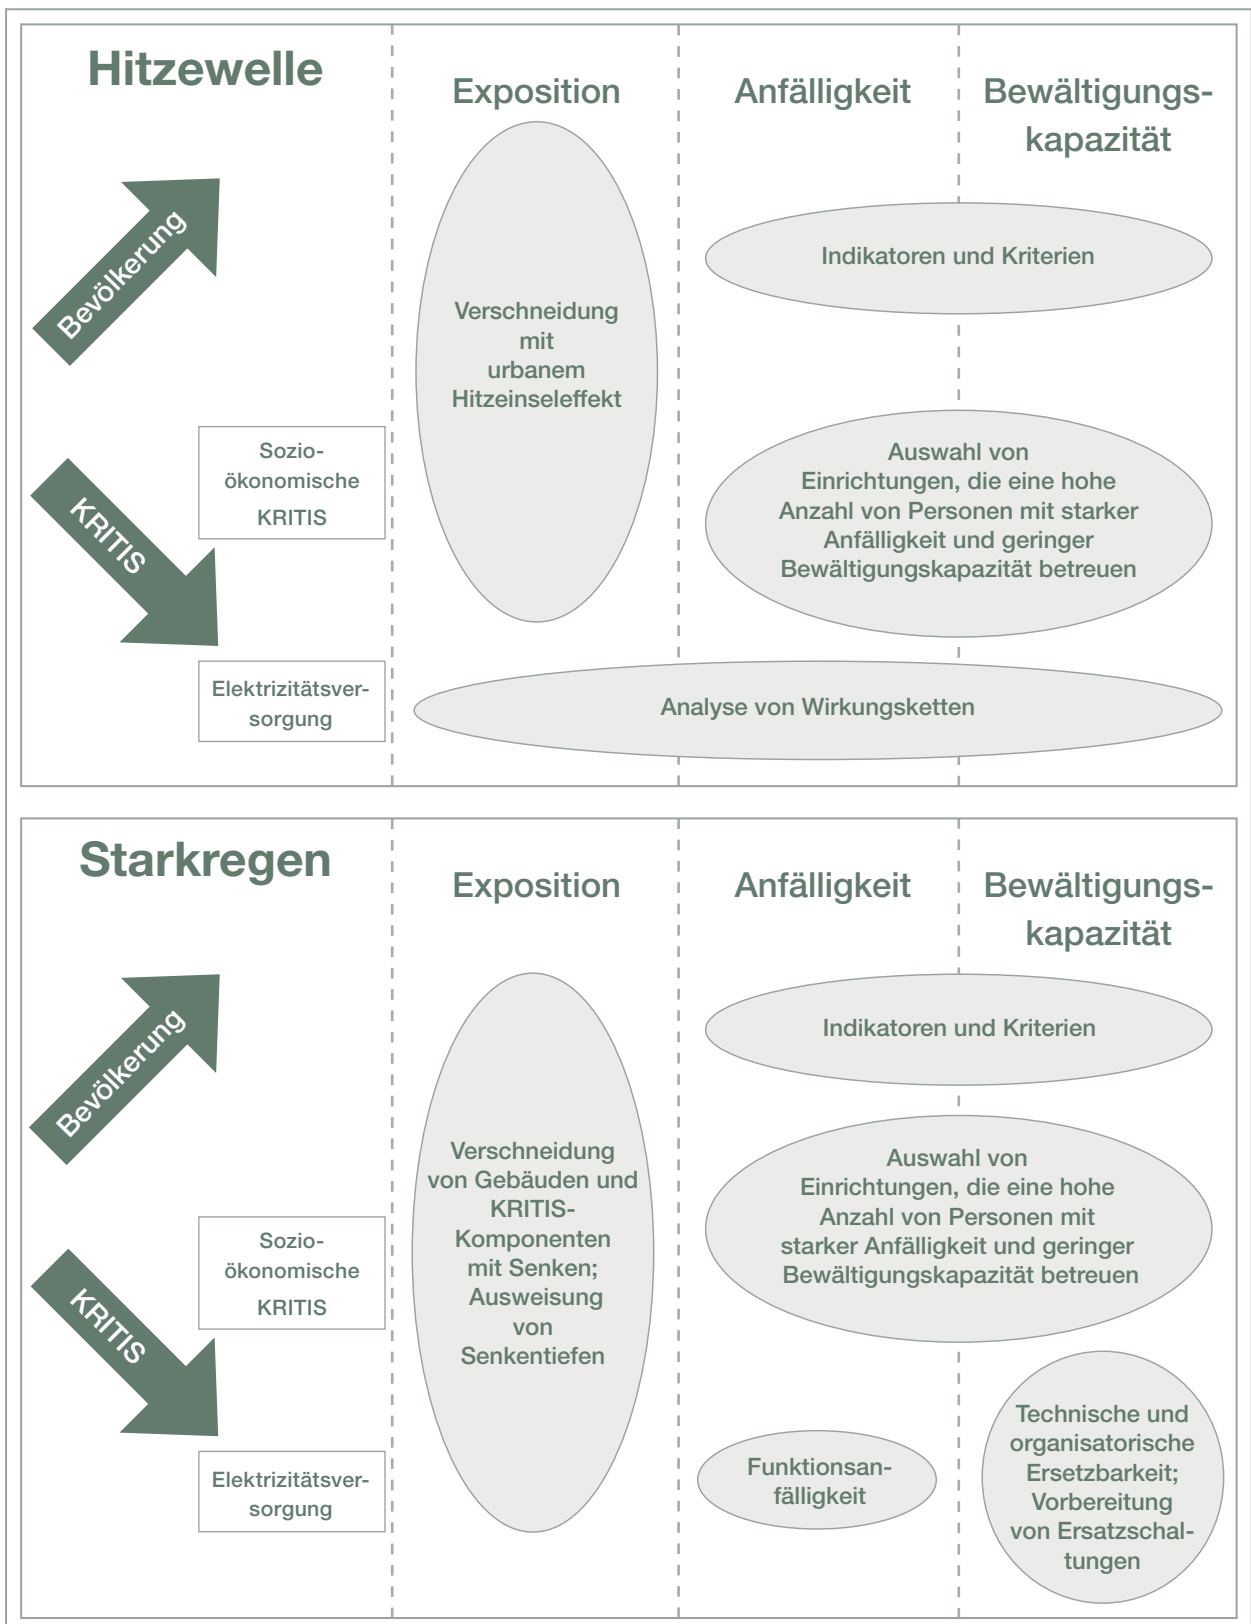 Hitzewelle
Exposition
Anfälligkeit
Bewältigungs-
kapazität
Bevölkerung
Indikatoren und Kriterien
Verschneidung
mit
urbanem
Hitzeinseleffekt
KRITIS
Sozio-
ökonomische
KRITIS
Auswahl von
Einrichtungen, die eine hohe
Anzahl von Personen mit starker
Anfälligkeit und geringer
Bewältigungskapazität betreuen
Elektrizitätsver-
sorgung
Analyse von Wirkungsketten
Starkregen
Exposition
Anfälligkeit
Bewältigungs-
kapazität
Bevölkerung
Indikatoren und Kriterien
Verschneidung
von Gebäuden und
KRITIS-
Komponenten
mit Senken;
Ausweisung
von
Senkentiefen
Auswahl von
Einrichtungen, die eine hohe
Anzahl von Personen mit
starker Anfälligkeit und geringer
Bewältigungskapazität betreuen
KRITIS
Sozio-
ökonomische
KRITIS
Elektrizitätsver-
sorgung
Funktionsan-
fälligkeit
Technische und
organisatorische
Ersetzbarkeit;
Vorbereitung
von Ersatzschal-
tungen